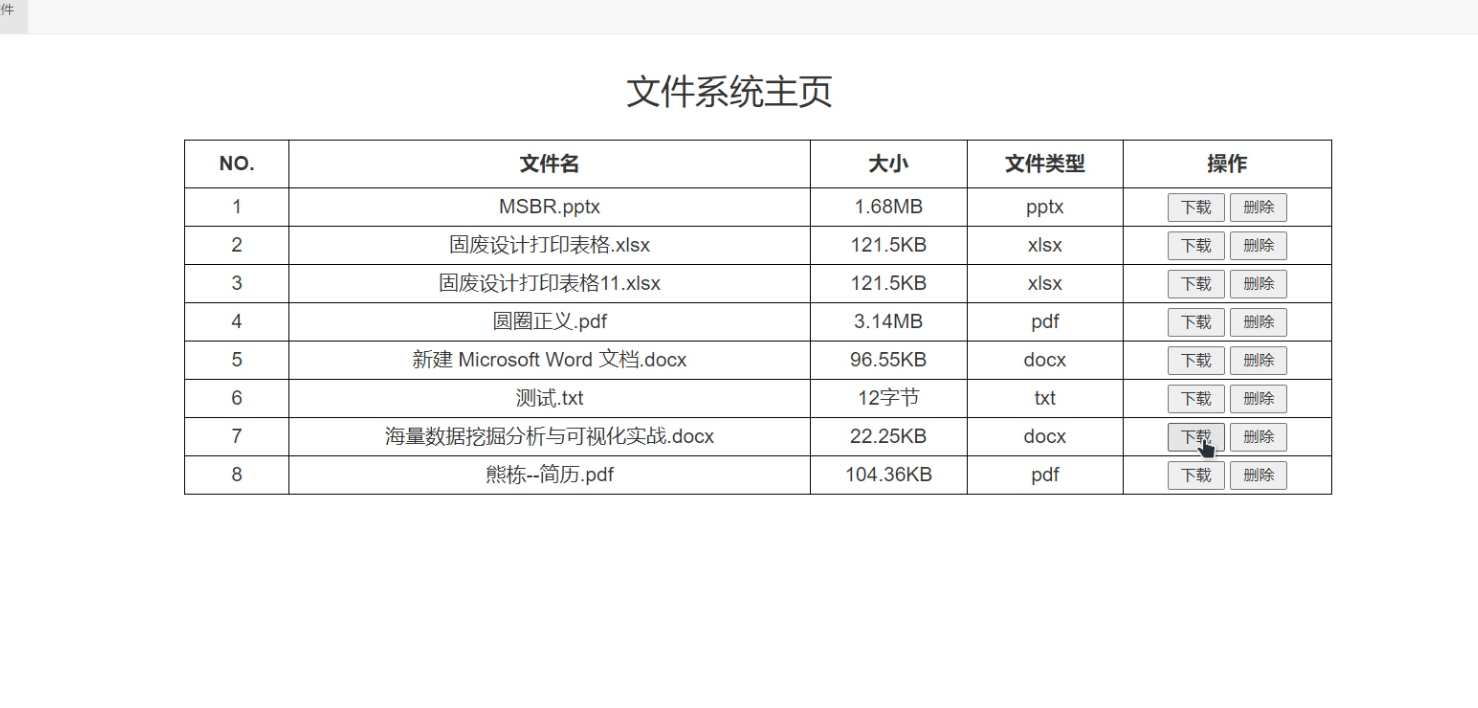 件
文件系统主页
NO. 文件名 大小 文件类型 操作
1 MSBR.pptx 1.68MB pptx 下载 删除
2 固废设计打印表格.xlsx 121.5KB xlsx 下载 删除
3 固废设计打印表格11.xlsx 121.5KB xlsx 下载 删除
4 圆圈正义.pdf 3.14MB pdf 下载 删除
5 新建 Microsoft Word 文档.docx 96.55KB docx 下载 删除
6 测试.txt 12字节 txt 下载 删除
7 海量数据挖掘分析与可视化实战.docx 22.25KB docx 下载 删除
8 熊栋--简历.pdf 104.36KB pdf 下载 删除